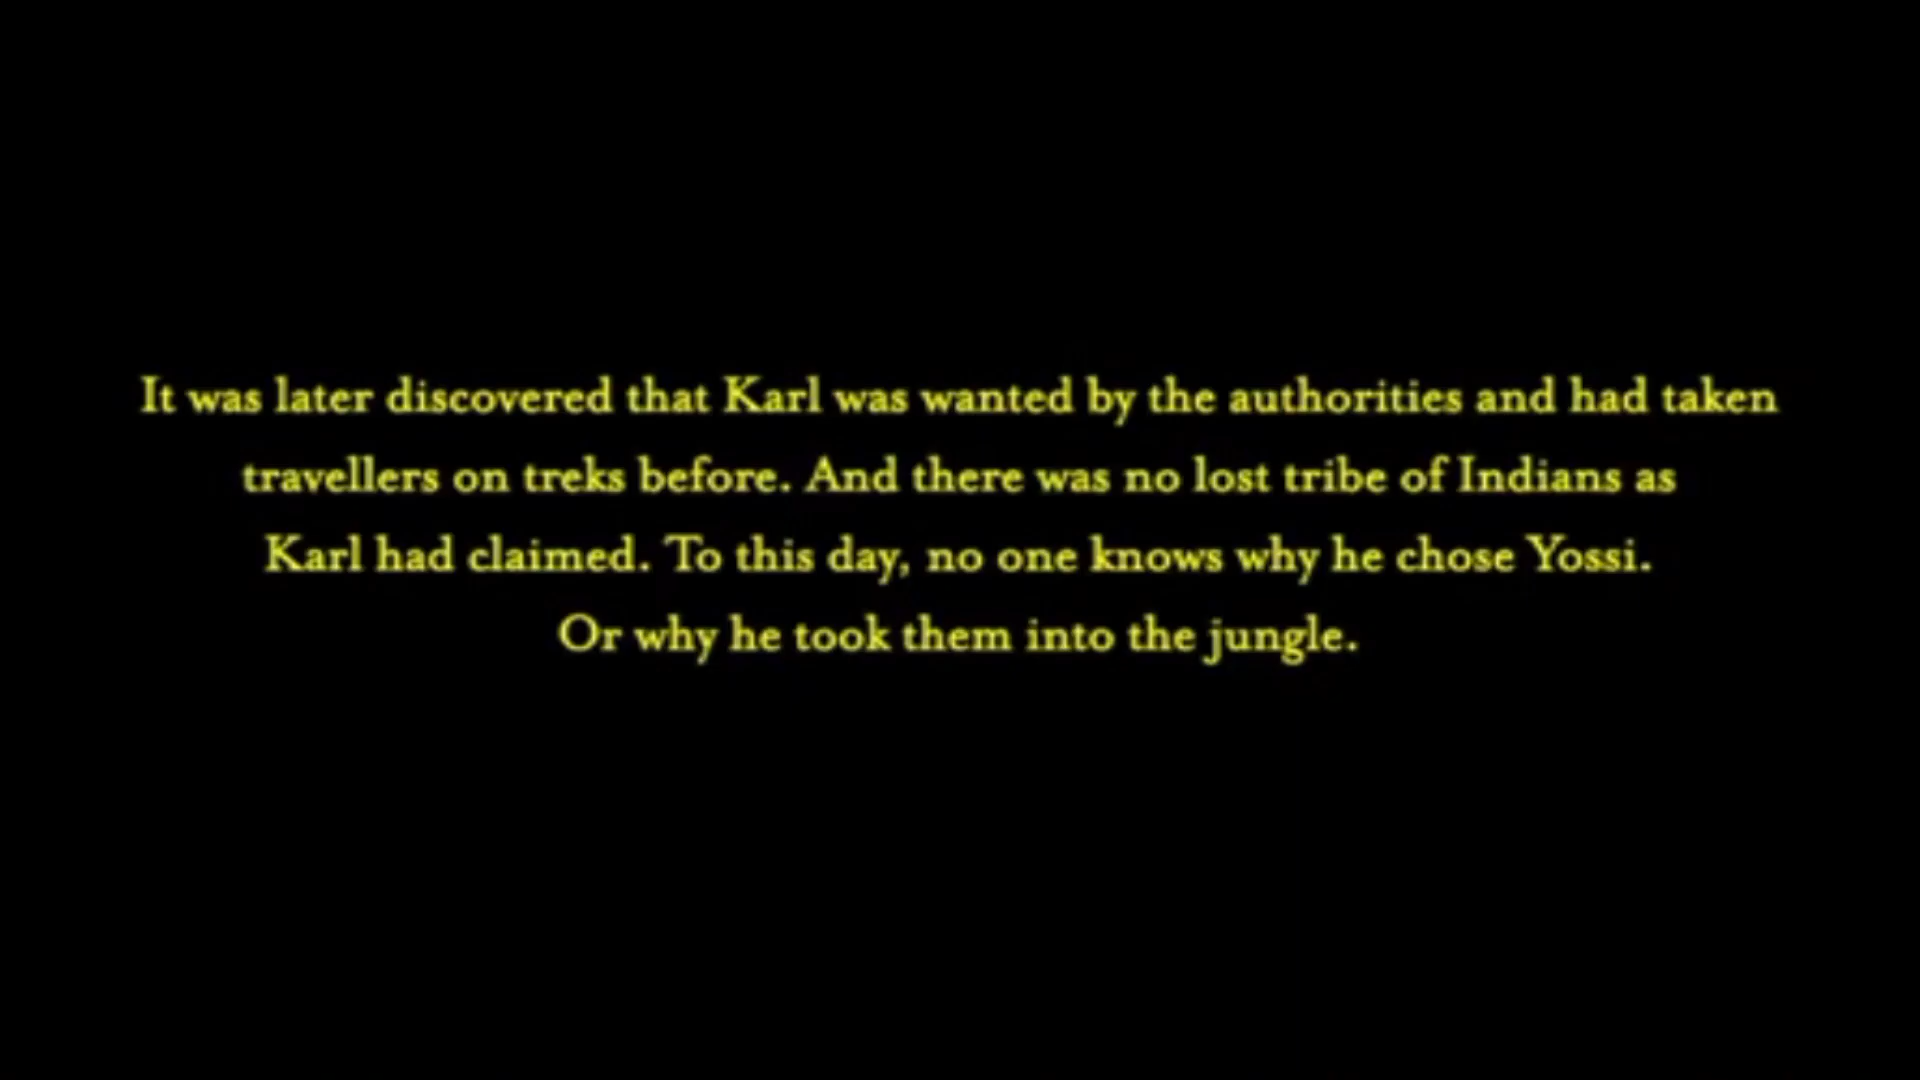 It was later discovered that Karl was wanted by the authorities and had taken
travellers on treks before. And there was no lost tribe of Indians as
Karl had claimed. To this day, no one knows why he chose Yossi.
Or why he took them into the jungle.